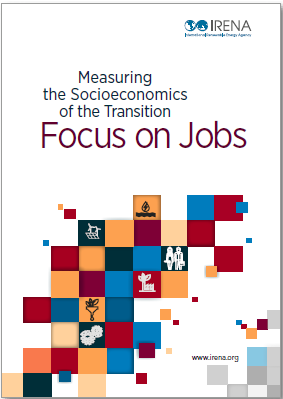 IRENA
International Renewable Energy Agency
Measuring
the Socioeconomics
of the Transition
Focus on Jobs
www.irena.org